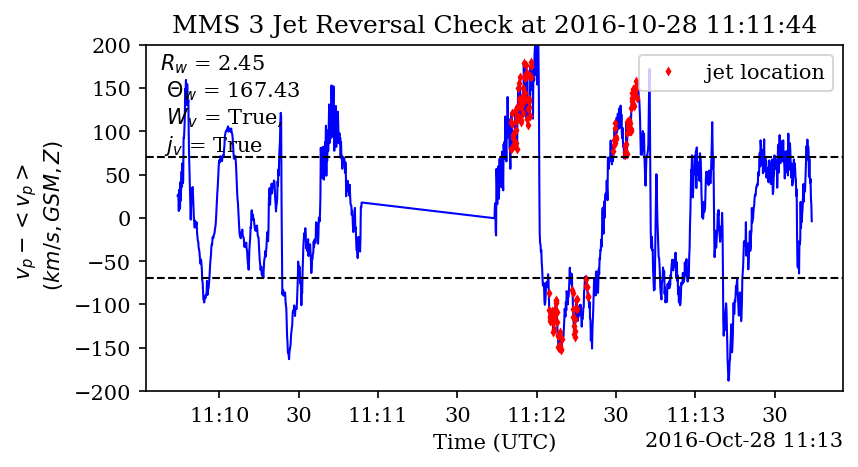 MMS 3 Jet Reversal Check at 2016-10-28 11:11:44
R_w = 2.45
Θ_w = 167.43
W_v = True,
j_v = True
jet location
v_p − < v_p >
(km/s, GSM, Z)
200
150
100
50
0
−50
−100
−150
−200
11:10 30 11:11 30 11:12 30 11:13 30
Time (UTC)
2016-Oct-28 11:13